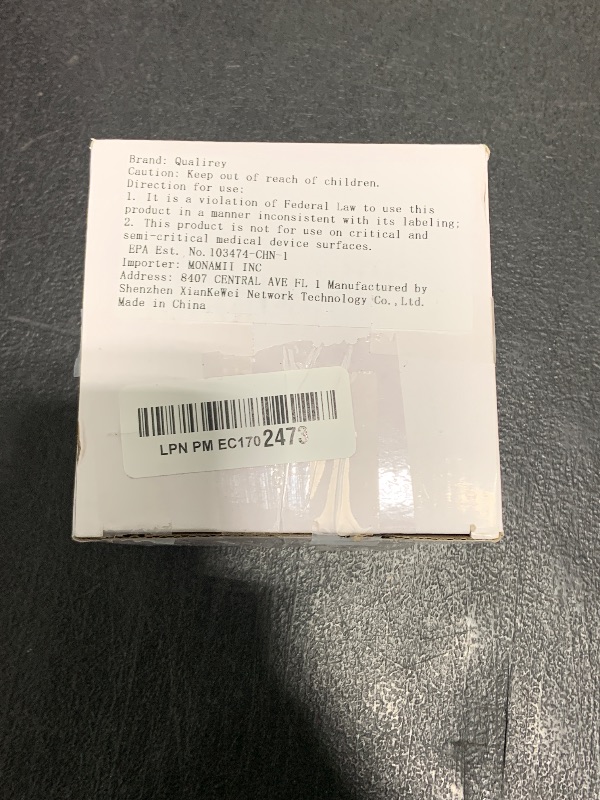 Brand: Qualirey
Caution: Keep out of reach of children.
Direction for use:
1. It is a violation of Federal Law to use this
product in a manner inconsistent with its labeling;
2. This product is not for use on critical and
semi-critical medical device surfaces.
EPA Est. No. 103474-CHN-1
Importer: MONAMII INC
Address: 8407 CENTRAL AVE FL 1 Manufactured by
Shenzhen XianKeWei Network Technology Co.,Ltd.
Made in China
LPN PM EC170 2473